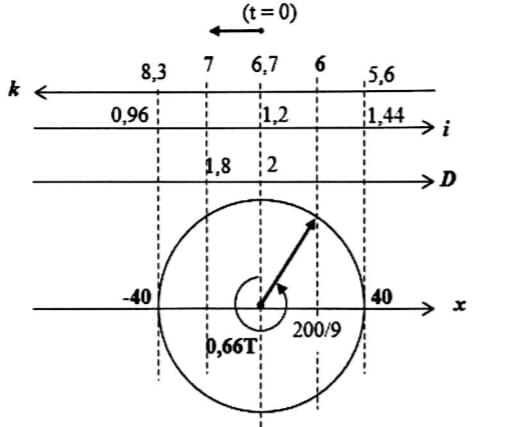 (t = 0)
8,3 7 6,7 6 5,6
k
0,96 1,2 1,44 i
1,8 2 D
-40 40 x
200/9
0,66T